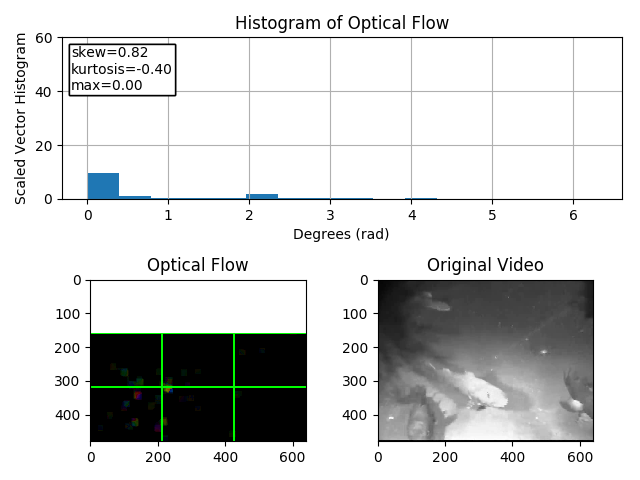 Histogram of Optical Flow
Scaled Vector Histogram
60
40
20
0
skew=0.82
kurtosis=-0.40
max=0.00
0 1 2 3 4 5 6
Degrees (rad)
Optical Flow
0
100
200
300
400
0 200 400 600
Original Video
0
100
200
300
400
0 200 400 600